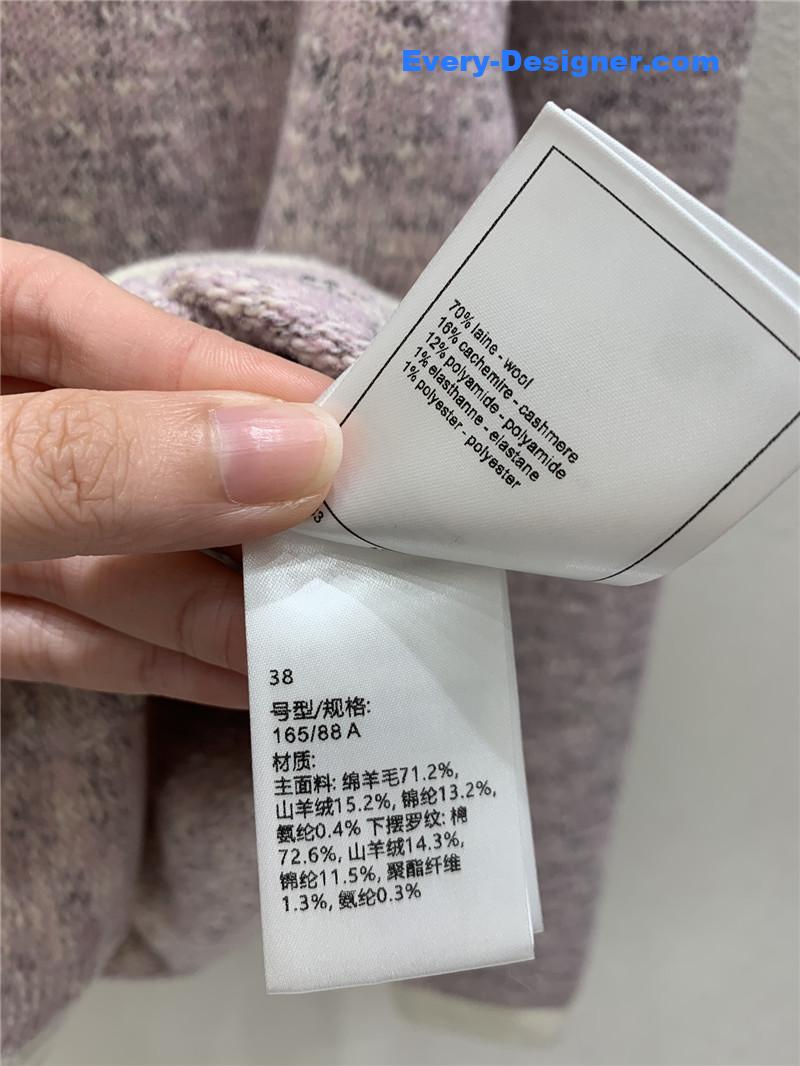 Every-Designer.com
70% laine - wool
16% cachemire - cashmere
12% polyamide - polyamide
1% elasthanne - elastane
1% polyester - polyester
38
号型/规格:
165/88 A
材质:
主面料: 绵羊毛71.2%,
山羊绒15.2%, 锦纶13.2%,
氨纶0.4% 下摆罗纹: 棉
72.6%, 山羊绒14.3%,
锦纶11.5%, 聚酯纤维
1.3%, 氨纶0.3%